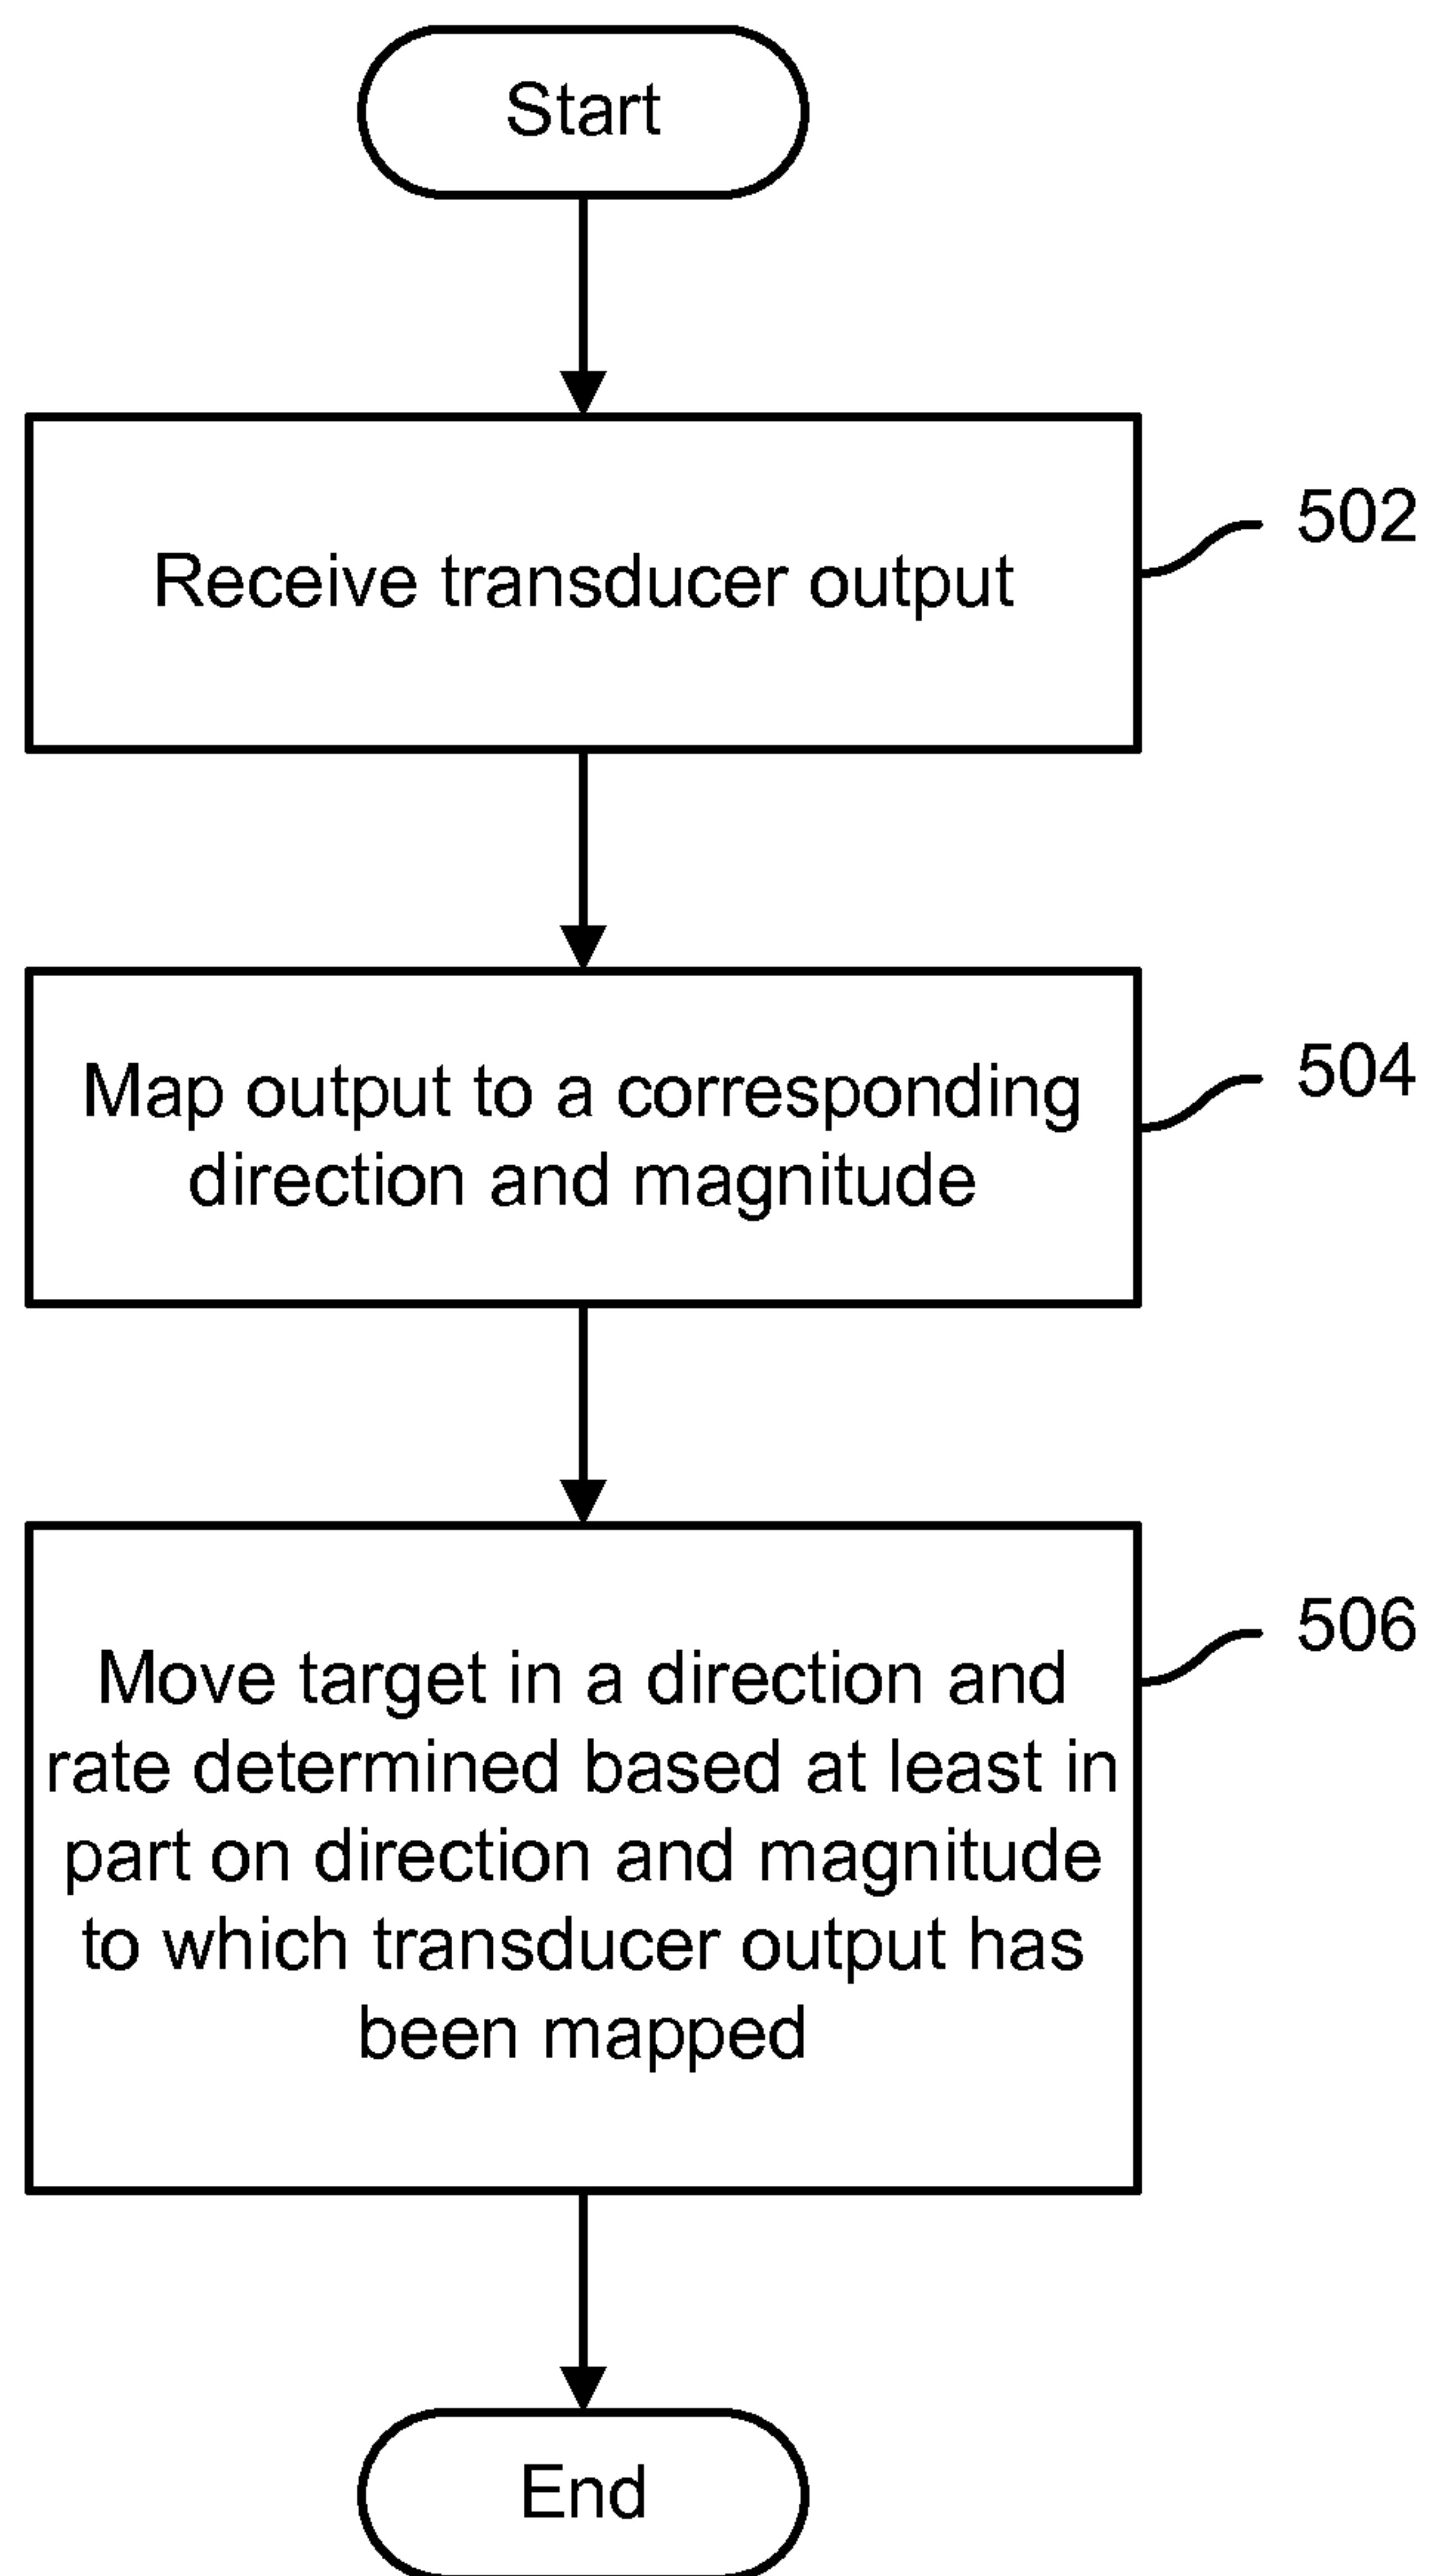 Start
Receive transducer output
502
Map output to a corresponding
direction and magnitude
504
Move target in a direction and
rate determined based at least in
part on direction and magnitude
to which transducer output has
been mapped
506
End